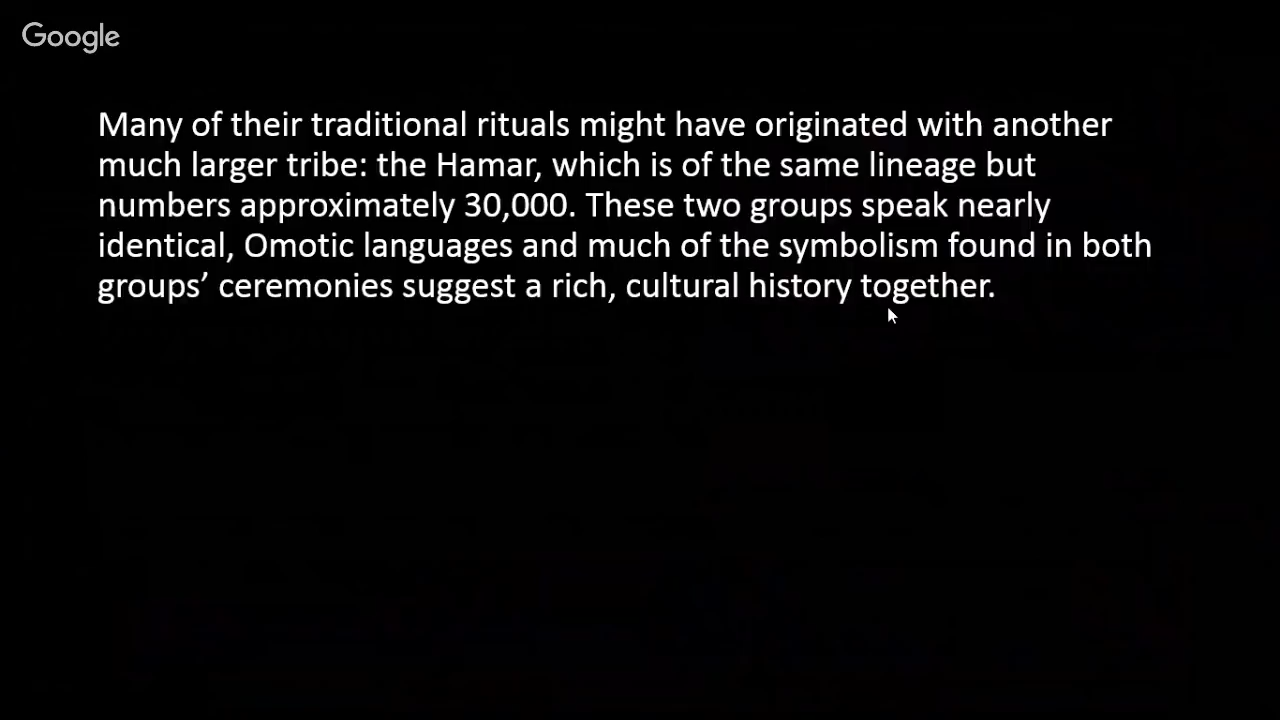 Google
Many of their traditional rituals might have originated with another
much larger tribe: the Hamar, which is of the same lineage but
numbers approximately 30,000. These two groups speak nearly
identical, Omotic languages and much of the symbolism found in both
groups’ ceremonies suggest a rich, cultural history together.